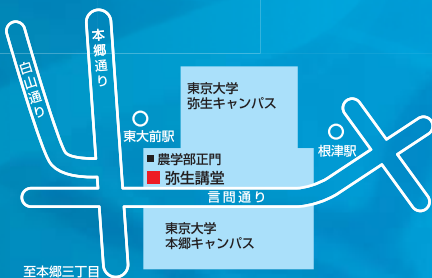 本郷通り
白山通り
東京大学
弥生キャンパス
東大前駅
根津駅
農学部正門
弥生講堂
言問通り
東京大学
本郷キャンパス
至本郷三丁目